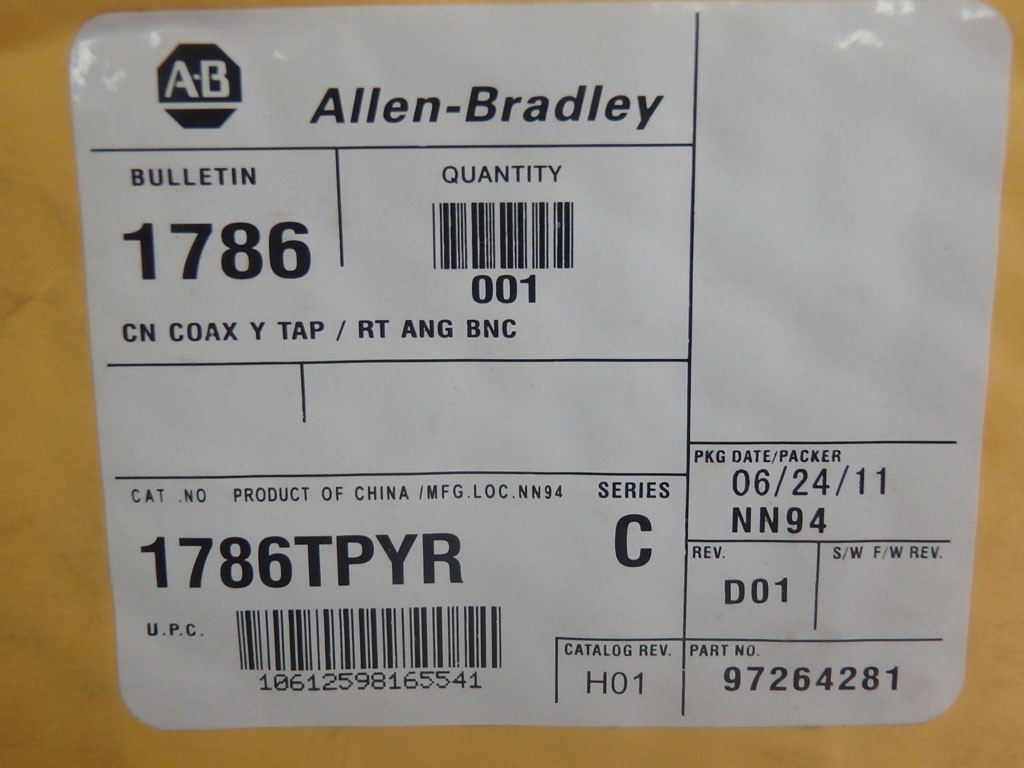 A-B
Allen-Bradley
BULLETIN
1786
QUANTITY
001
CN COAX Y TAP / RT ANG BNC
CAT .NO PRODUCT OF CHINA /MFG.LOC.NN94
SERIES
1786TPYR
C
U.P.C.
10612598165541
PKG DATE/PACKER
06/24/11
NN94
REV.
D01
S/W F/W REV.
CATALOG REV.
H01
PART NO.
97264281